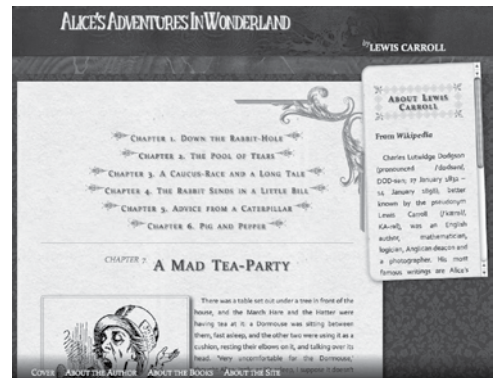 ALICE'S ADVENTURES IN WONDERLAND
by LEWIS CARROLL
CHAPTER 1. DOWN THE RABBIT-HOLE
CHAPTER 2. THE POOL OF TEARS
CHAPTER 3. A CAUCUS-RACE AND A LONG TALE
CHAPTER 4. THE RABBIT SENDS IN A LITTLE BILL
CHAPTER 5. ADVICE FROM A CATERPILLAR
CHAPTER 6. PIG AND PEPPER
CHAPTER 7. A MAD TEA-PARTY
There was a table set out under a tree in front of the
house, and the March Hare and the Hatter were
having tea at it: a Dormouse was sitting between
them, fast asleep, and the other two were using it as a
cushion, resting their elbows on it, and talking over its
head. 'Very uncomfortable for the Dormouse,'
ABOUT LEWIS
CARROLL
From Wikipedia
Charles Lutwidge Dodgson
(pronounced
DOD-sən; 27 January 1832 –
14 January 1898), better
known by the pseudonym
Lewis Carroll
was an English
author, mathematician,
logician, Anglican deacon and
a photographer. His most
famous writings are Alice's
COVER ABOUT THE AUTHOR ABOUT THE BOOKS ABOUT THE SITE